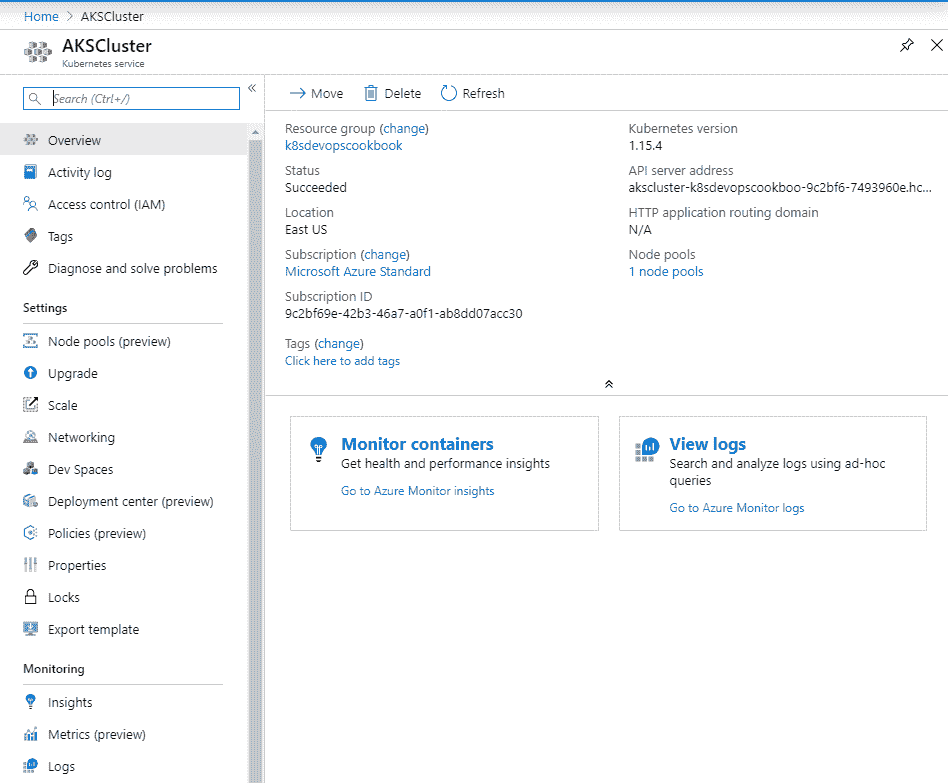 Home > AKSCluster
AKSCluster
Kubernetes service
Search (Ctrl+/)
«
Overview
Activity log
Access control (IAM)
Tags
Diagnose and solve problems
Settings
Node pools (preview)
Upgrade
Scale
Networking
Dev Spaces
Deployment center (preview)
Policies (preview)
Properties
Locks
Export template
Monitoring
Insights
Metrics (preview)
Logs
Move Delete Refresh
Resource group (change)
k8sdevopscookbook
Status
Succeeded
Location
East US
Subscription (change)
Microsoft Azure Standard
Subscription ID
9c2bf69e-42b3-46a7-a0f1-ab8dd07acc30
Tags (change)
Click here to add tags
Kubernetes version
1.15.4
API server address
akscluster-k8sdevopscookboo-9c2bf6-7493960e.hc...
HTTP application routing domain
N/A
Node pools
1 node pools
Monitor containers
Get health and performance insights
Go to Azure Monitor insights
View logs
Search and analyze logs using ad-hoc
queries
Go to Azure Monitor logs